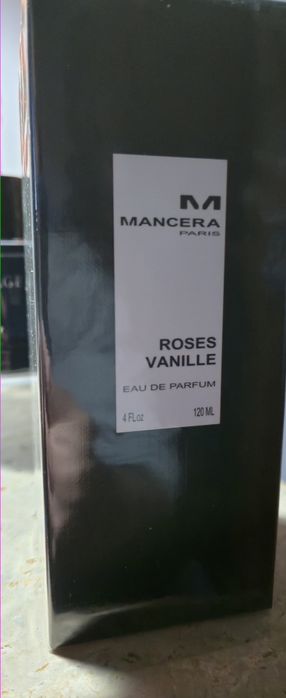 M
MANCERA
PARIS
ROSES
VANILLE
EAU DE PARFUM
4 FLoz 120 ML